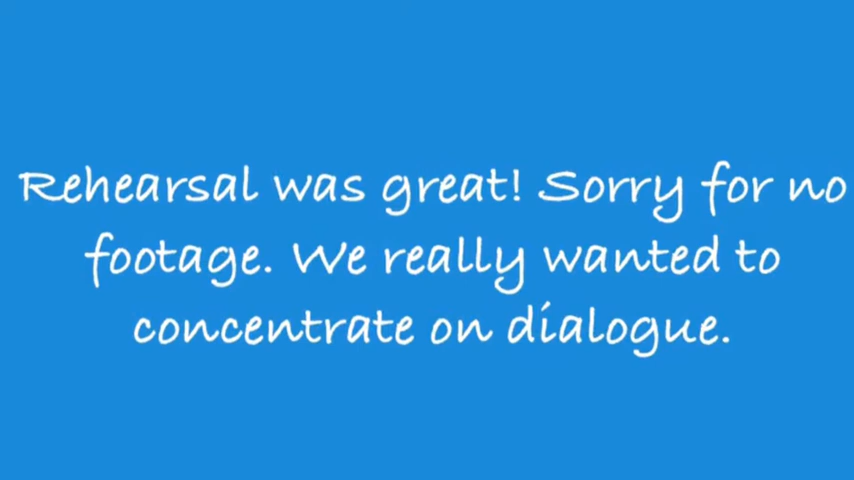 Rehearsal was great! Sorry for no
footage. We really wanted to
concentrate on dialogue.